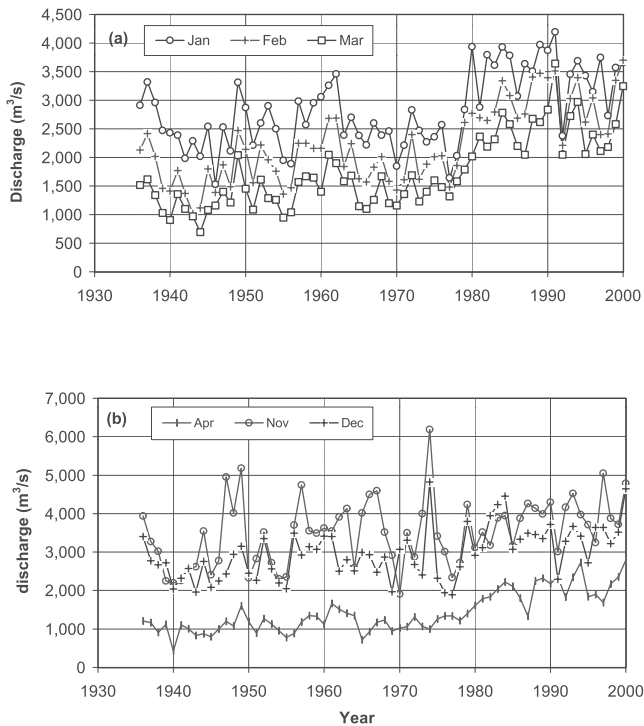 4,500
(a)
Jan Feb Mar
4,000
3,500
3,000
2,500
2,000
1,500
1,000
500
0
Discharge (m³/s)
1930 1940 1950 1960 1970 1980 1990 2000
7,000
(b)
Apr Nov Dec
6,000
5,000
4,000
3,000
2,000
1,000
0
discharge (m³/s)
1930 1940 1950 1960 1970 1980 1990 2000
Year